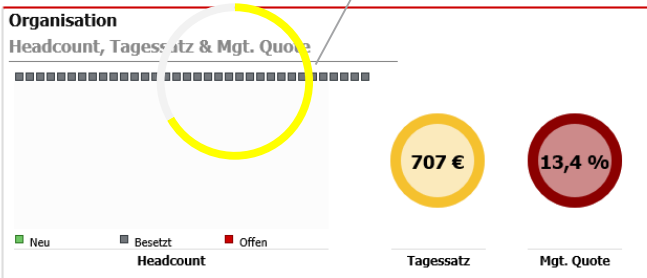 Organisation
Headcount, Tagessatz & Mgt. Quote
707 €
13,4 %
Neu
Besetzt
Offen
Headcount
Tagessatz
Mgt. Quote